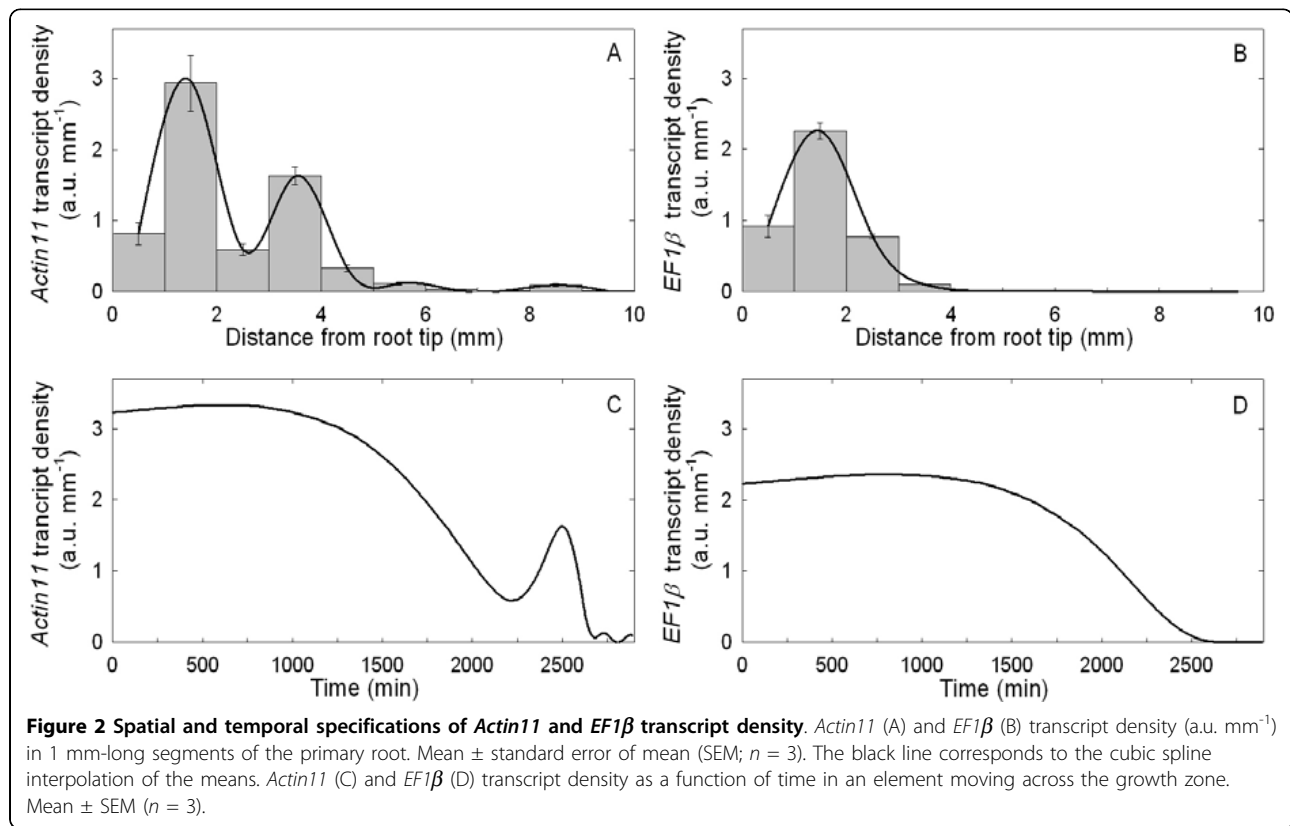 A
Actin11 transcript density
(a.u. mm-1)
3
2
1
0
0 2 4 6 8 10
Distance from root tip (mm)
B
EF1β transcript density
(a.u. mm-1)
3
2
1
0
0 2 4 6 8 10
Distance from root tip (mm)
C
Actin11 trancript density
(a.u. mm-1)
3
2
1
0
0 500 1000 1500 2000 2500
Time (min)
D
EF1β transcript density
(a.u. mm-1)
3
2
1
0
0 500 1000 1500 2000 2500
Time (min)
Figure 2 Spatial and temporal specifications of Actin11 and EF1β transcript density. Actin11 (A) and EF1β (B) transcript density (a.u. mm-1)
in 1 mm-long segments of the primary root. Mean ± standard error of mean (SEM; n = 3). The black line corresponds to the cubic spline
interpolation of the means. Actin11 (C) and EF1β (D) transcript density as a function of time in an element moving across the growth zone.
Mean ± SEM (n = 3).